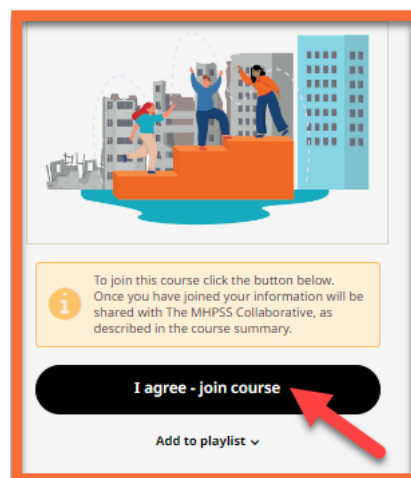 To join this course click the button below.
Once you have joined your information will be
shared with The MHPSS Collaborative, as
described in the course summary.
I agree - join course
Add to playlist